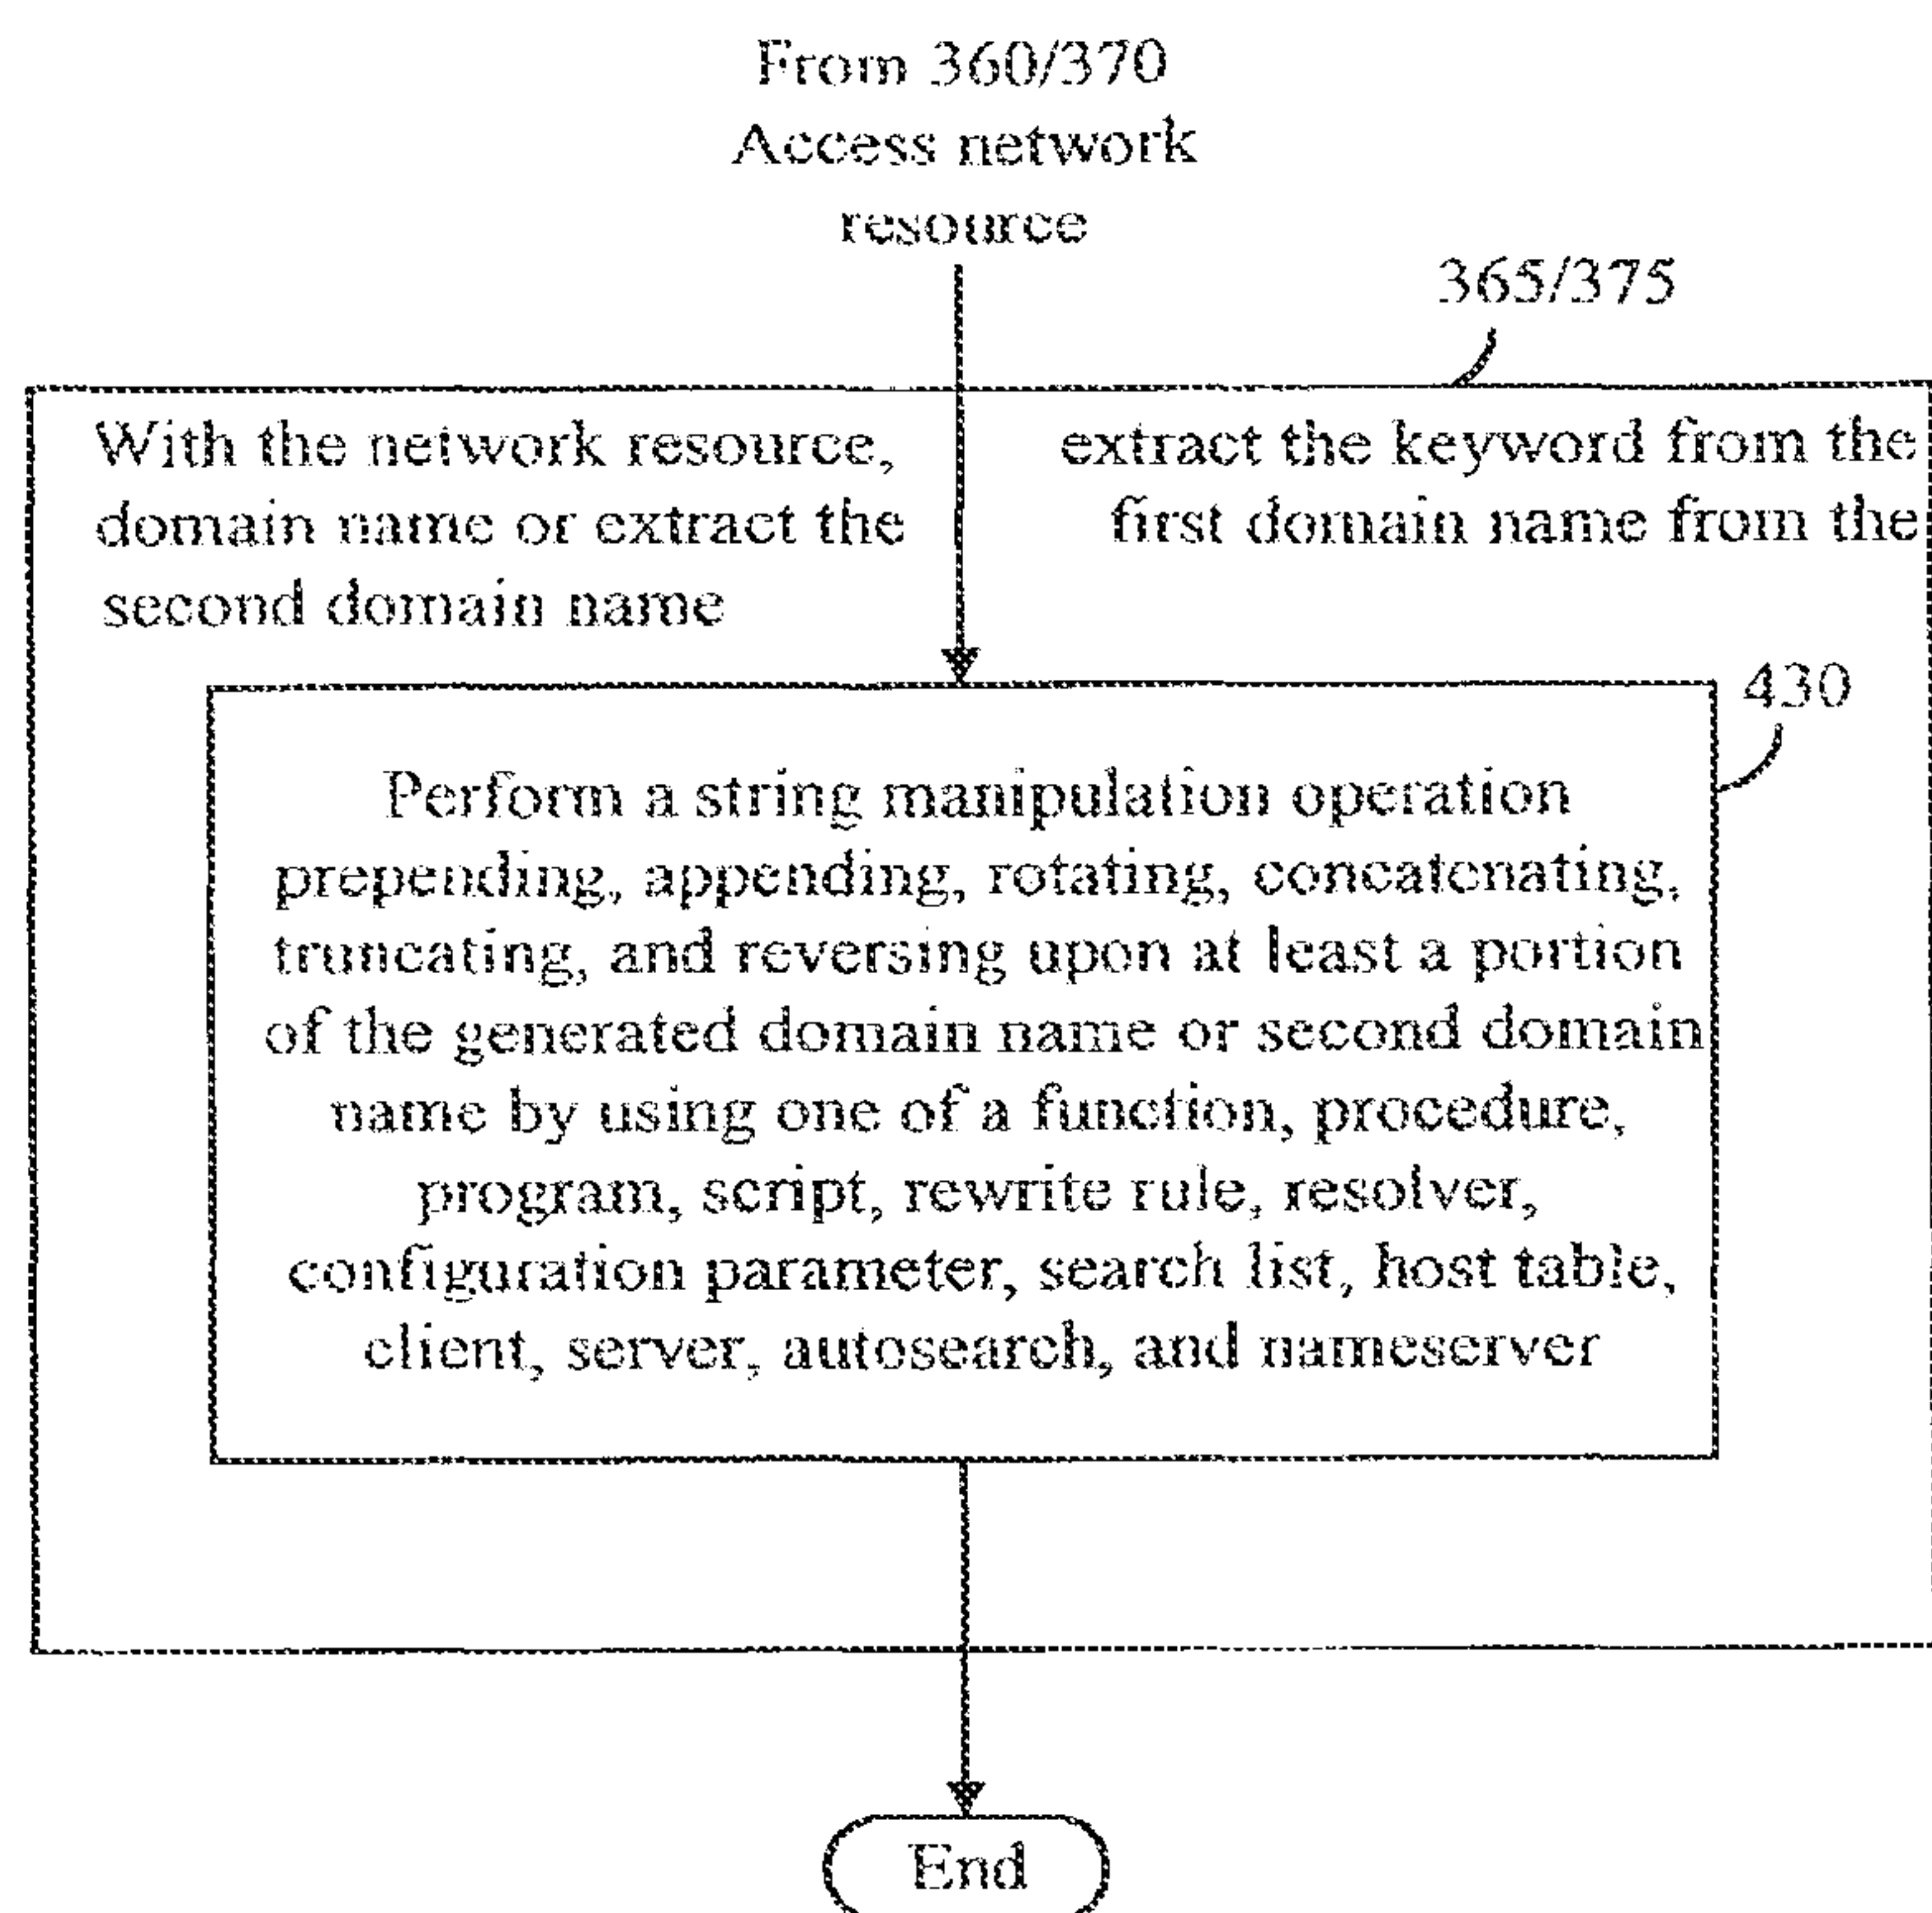 From 360/370
Access network
resource
365/375
With the network resource, extract the keyword from the
domain name or extract the first domain name from the
second domain name
430
Perform a string manipulation operation
prepending, appending, rotating, concatenating,
truncating, and reversing upon at least a portion
of the generated domain name or second domain
name by using one of a function, procedure,
program, script, rewrite rule, resolver,
configuration parameter, search list, host table,
client, server, autosearch, and nameserver
End